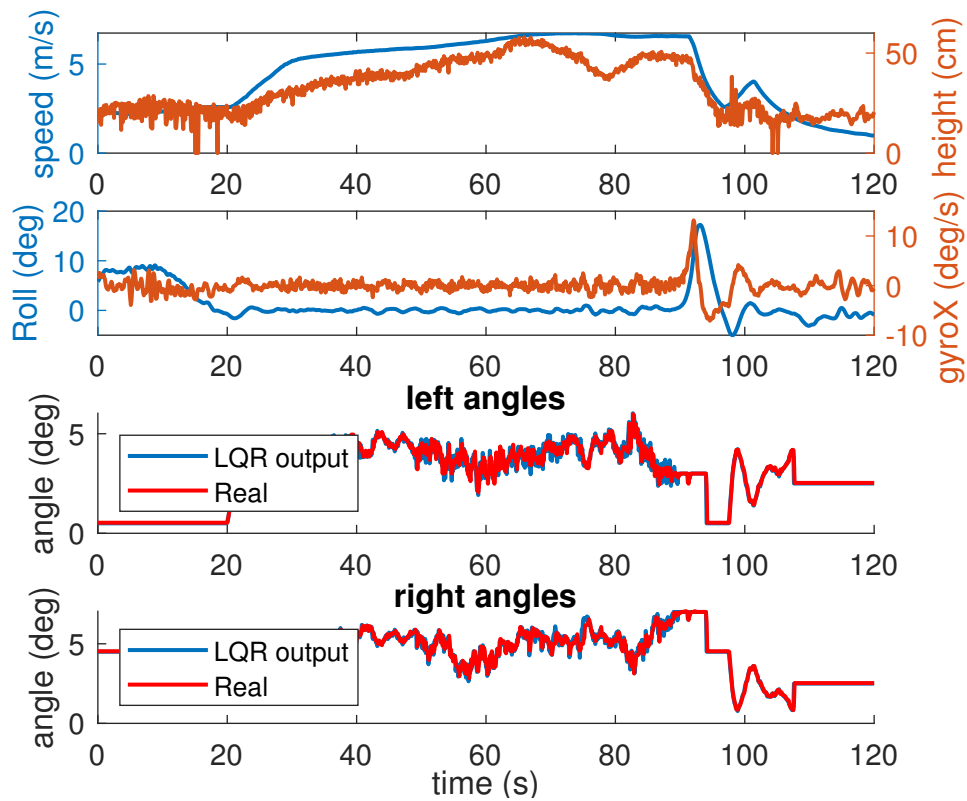 speed (m/s)
5
0
50
0
height (cm)
0 20 40 60 80 100 120
Roll (deg)
20
10
0
10
0
-10
gyroX (deg/s)
0 20 40 60 80 100 120
left angles
angle (deg)
5
0
LQR output
Real
0 20 40 60 80 100 120
right angles
angle (deg)
5
0
LQR output
Real
0 20 40 60 80 100 120
time (s)